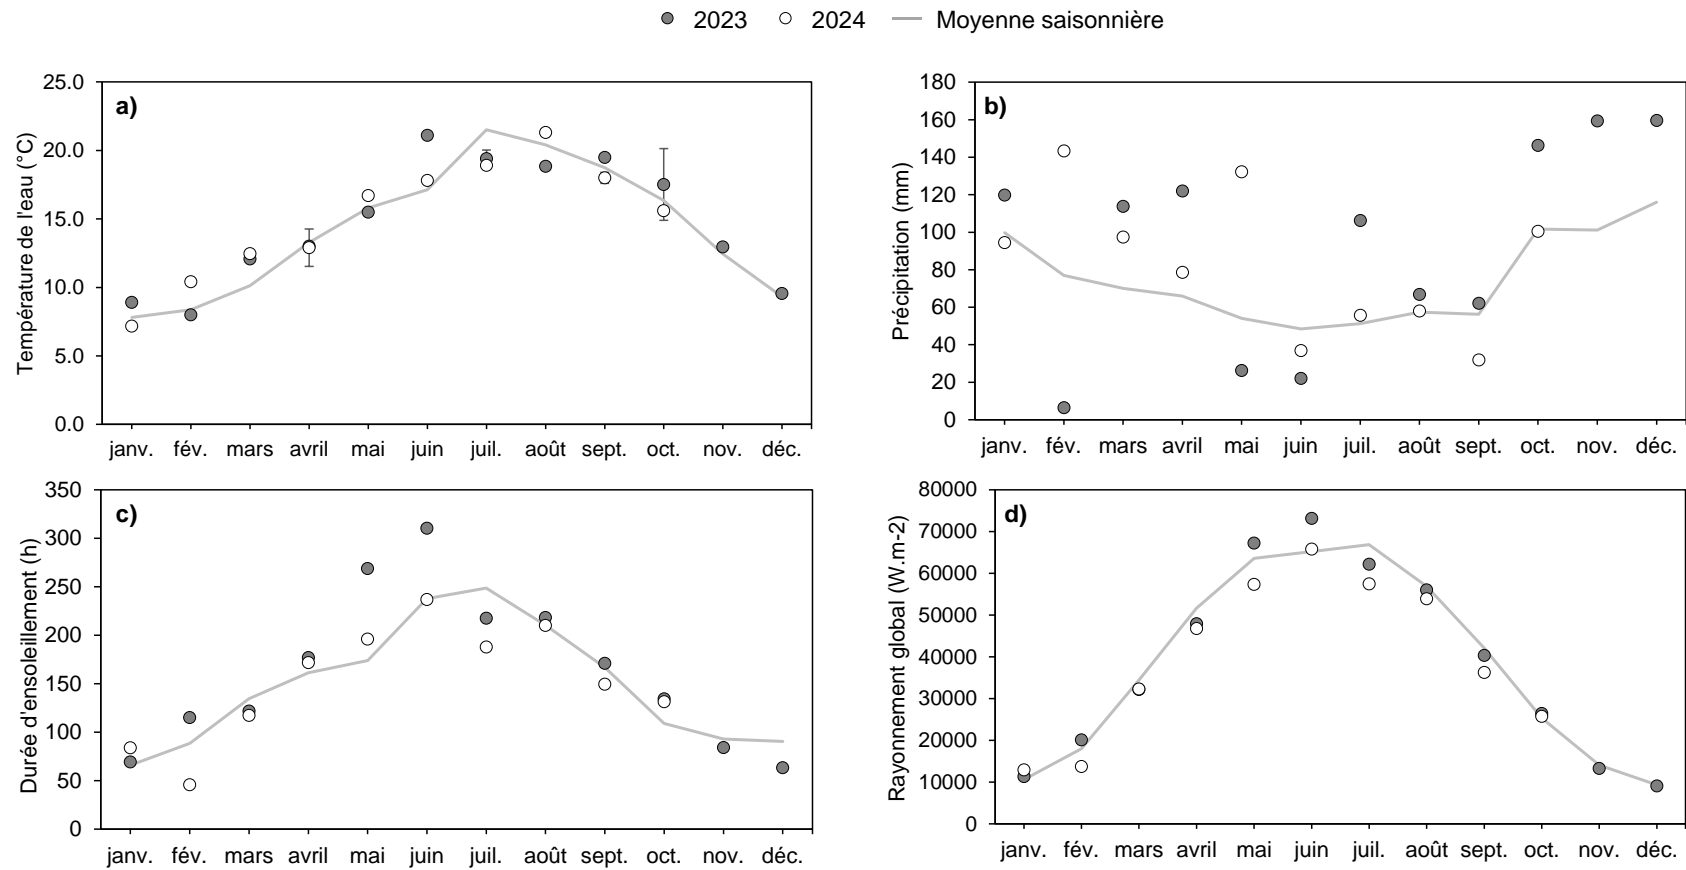 2023 2024 Moyenne saisonnière
a)
Température de l'eau (°C)
25.0
20.0
15.0
10.0
5.0
0.0
janv. fév. mars avril mai juin juil. août sept. oct. nov. déc.
b)
Précipitation (mm)
180
160
140
120
100
80
60
40
20
0
janv. fév. mars avril mai juin juil. août sept. oct. nov. déc.
c)
Durée d'ensoleillement (h)
350
300
250
200
150
100
50
0
janv. fév. mars avril mai juin juil. août sept. oct. nov. déc.
d)
Rayonnement global (W.m-2)
80000
70000
60000
50000
40000
30000
20000
10000
0
janv. fév. mars avril mai juin juil. août sept. oct. nov. déc.